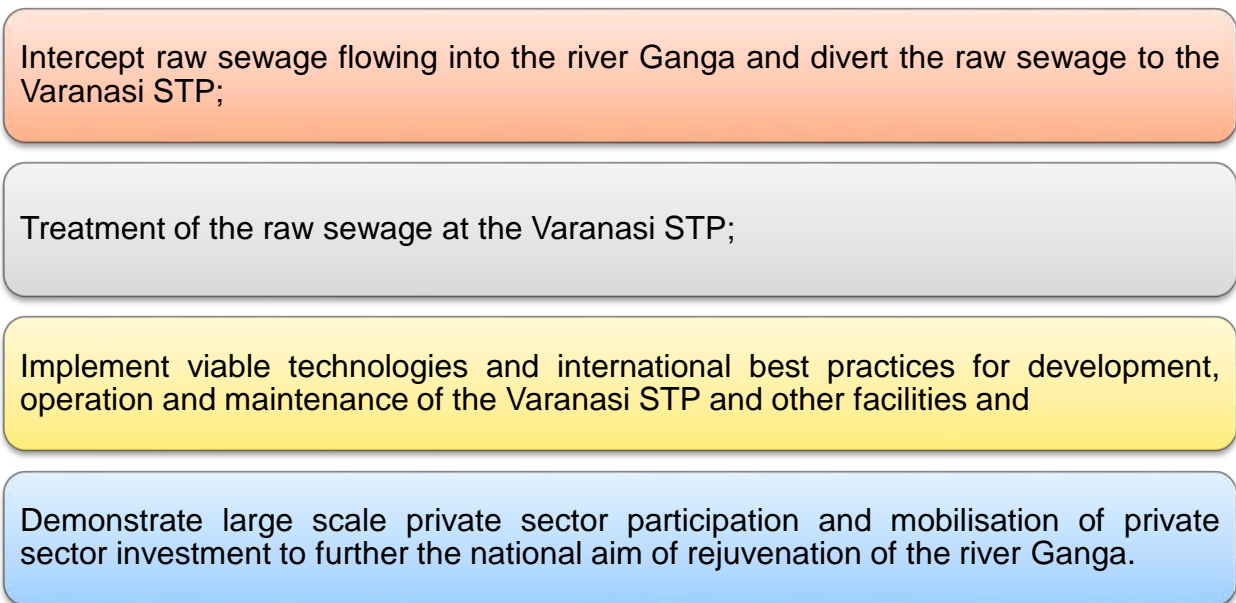 Intercept raw sewage flowing into the river Ganga and divert the raw sewage to the
Varanasi STP;
Treatment of the raw sewage at the Varanasi STP;
Implement viable technologies and international best practices for development,
operation and maintenance of the Varanasi STP and other facilities and
Demonstrate large scale private sector participation and mobilisation of private
sector investment to further the national aim of rejuvenation of the river Ganga.